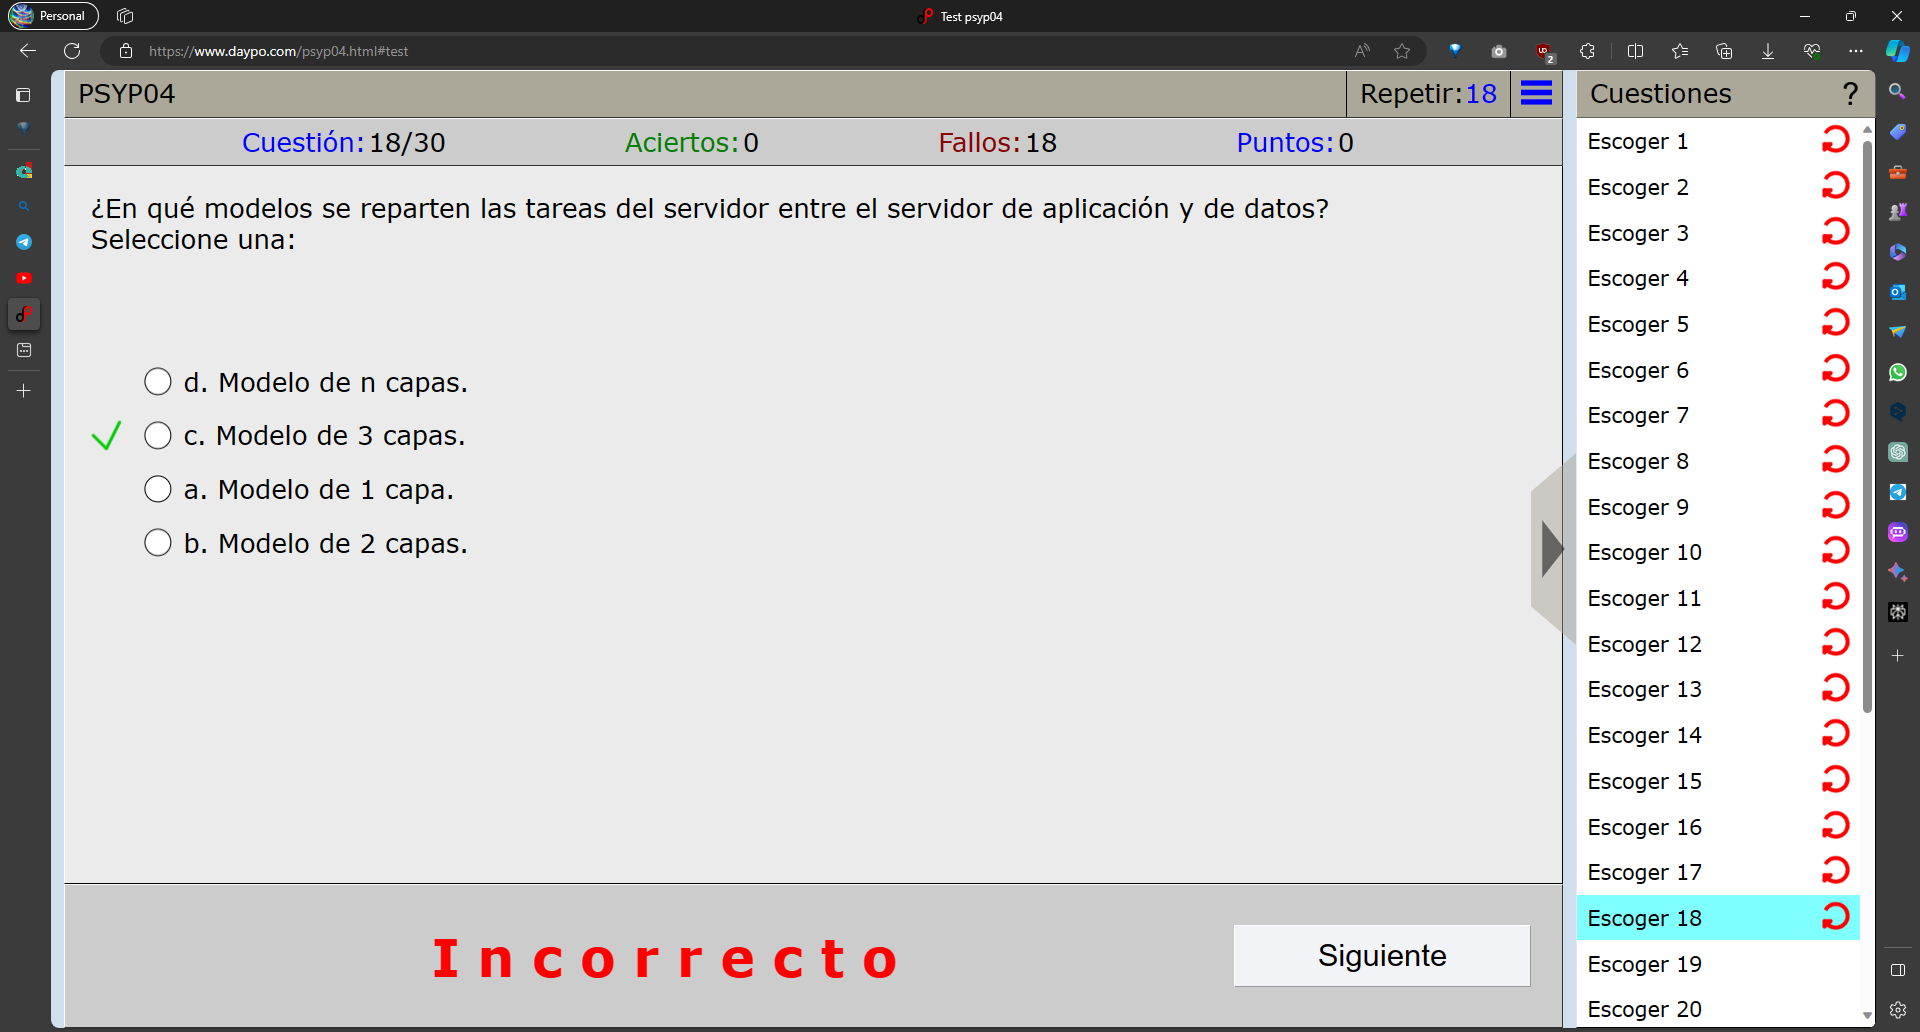 Personal
Test psyp04
https://www.daypo.com/psyp04.html#test
2
PSYP04
Repetir:18
Cuestiones
?
Cuestión:18/30
Aciertos:0
Fallos:18
Puntos:0
¿En qué modelos se reparten las tareas del servidor entre el servidor de aplicación y de datos?
Seleccione una:
d. Modelo de n capas.
c. Modelo de 3 capas.
a. Modelo de 1 capa.
b. Modelo de 2 capas.
Incorrecto
Siguiente
Escoger 1
Escoger 2
Escoger 3
Escoger 4
Escoger 5
Escoger 6
Escoger 7
Escoger 8
Escoger 9
Escoger 10
Escoger 11
Escoger 12
Escoger 13
Escoger 14
Escoger 15
Escoger 16
Escoger 17
Escoger 18
Escoger 19
Escoger 20